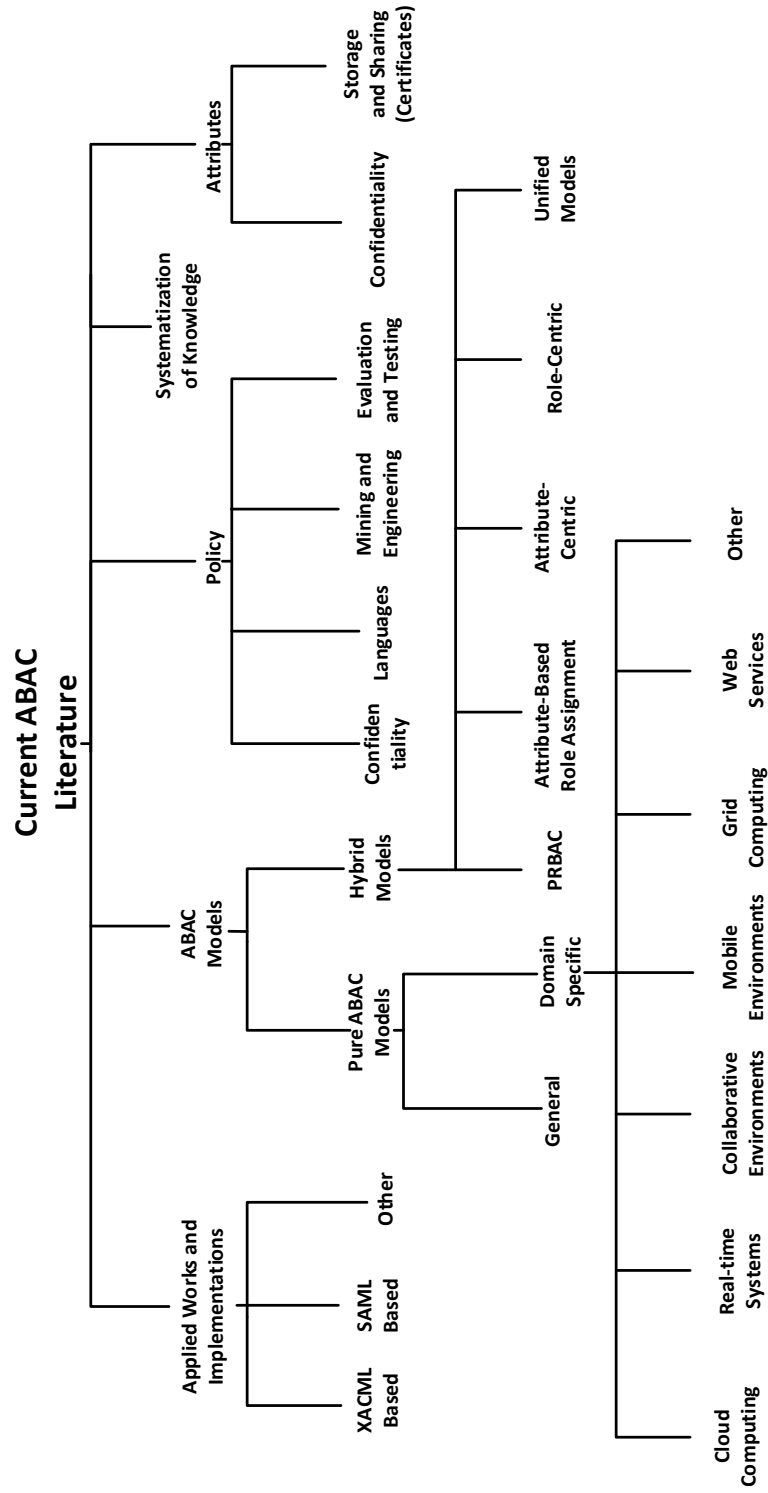 Current ABAC
Literature
Applied Works and
Implementations
ABAC
Models
Policy
Systematization
of Knowledge
Attributes
XACML
Based
SAML
Based
Other
Pure ABAC
Models
Hybrid
Models
Confiden
tiality
Languages
Mining and
Engineering
Evaluation
and Testing
Confidentiality
Storage
and Sharing
(Certificates)
General
Domain
Specific
PRBAC
Attribute-Based
Role Assignment
Attribute-
Centric
Role-Centric
Unified
Models
Cloud
Computing
Real-time
Systems
Collaborative
Environments
Mobile
Environments
Grid
Computing
Web
Services
Other